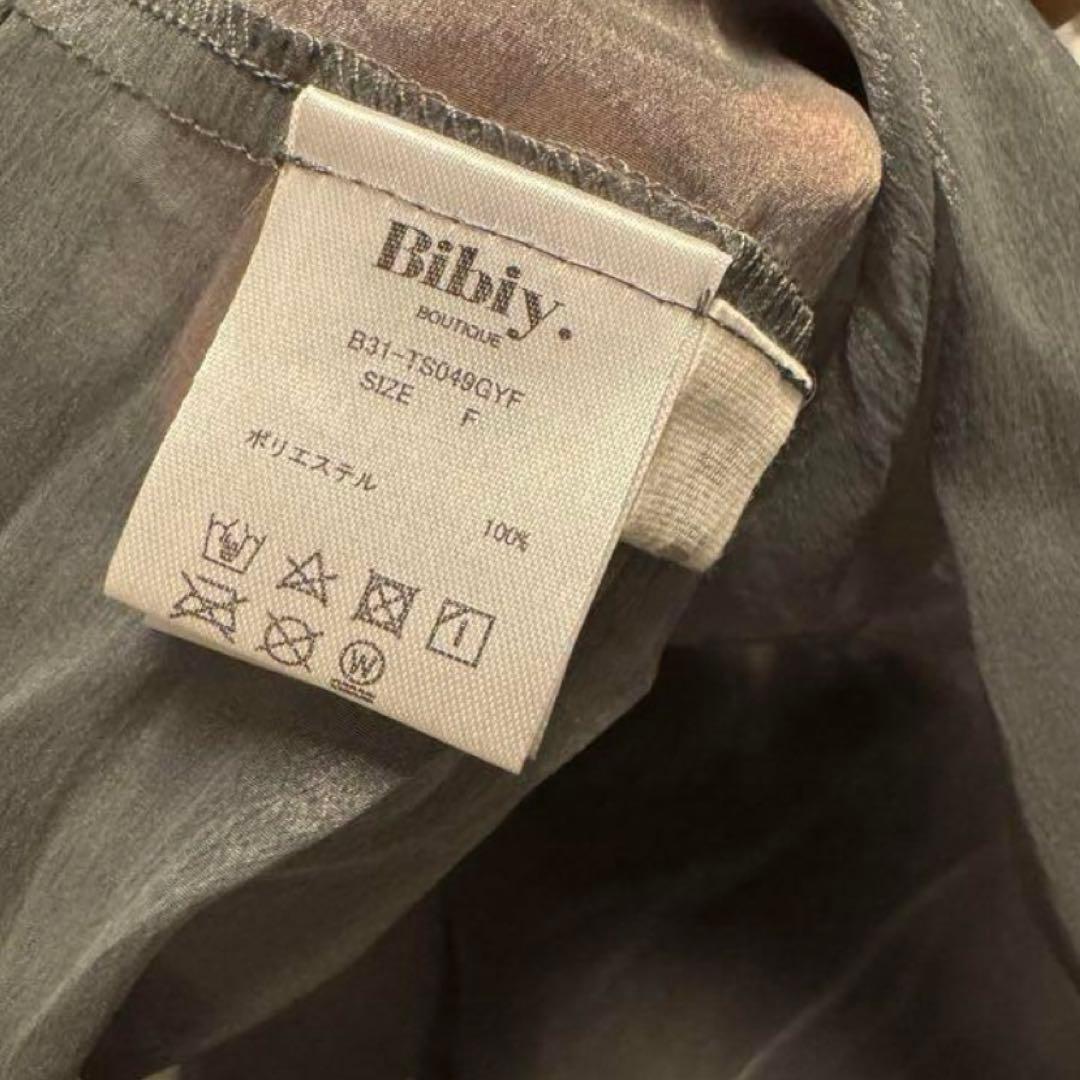 Bibiy.
BOUTIQUE
B31-TS049GYF
SIZE F
ポリエステル
100%
W